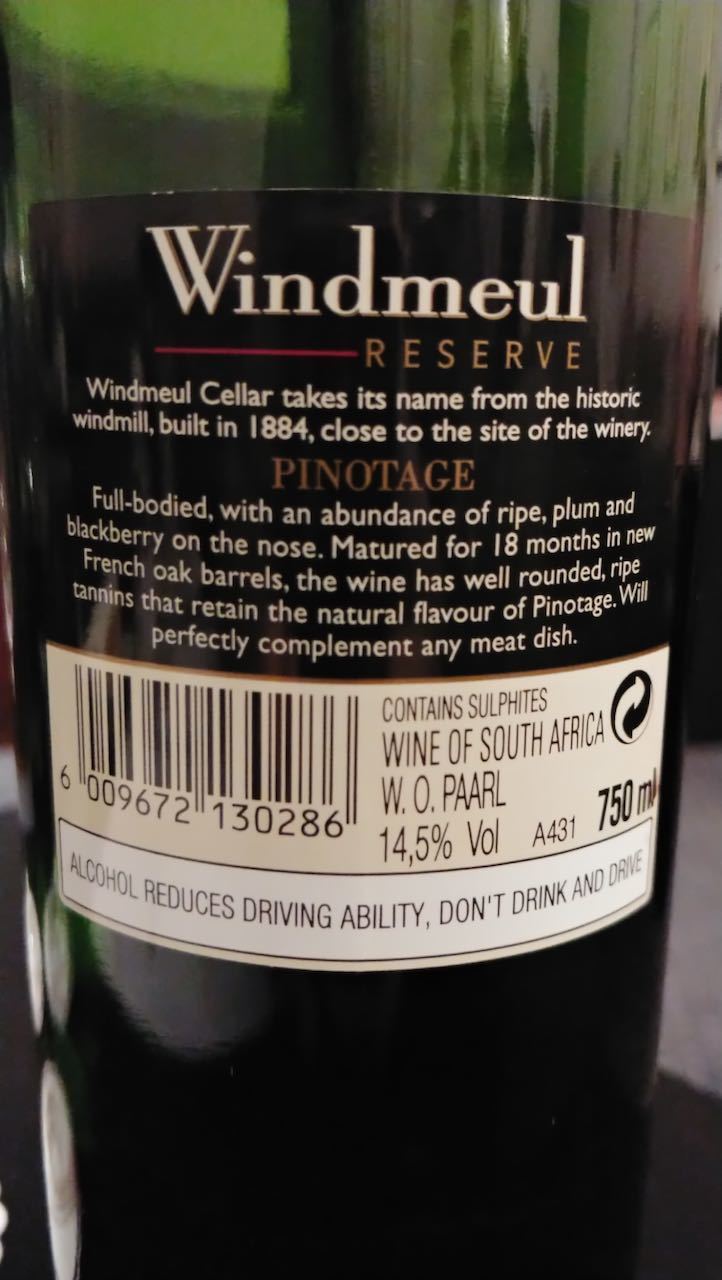 Windmeul
RESERVE
Windmeul Cellar takes its name from the historic
windmill, built in 1884, close to the site of the winery.
PINOTAGE
Full-bodied, with an abundance of ripe, plum and
blackberry on the nose. Matured for 18 months in new
French oak barrels, the wine has well rounded, ripe
tannins that retain the natural flavour of Pinotage. Will
perfectly complement any meat dish.
CONTAINS SULPHITES
WINE OF SOUTH AFRICA
W. O. PAARL
14,5% Vol A431 750 ml
6 009672 130286
ALCOHOL REDUCES DRIVING ABILITY, DON'T DRINK AND DRIVE